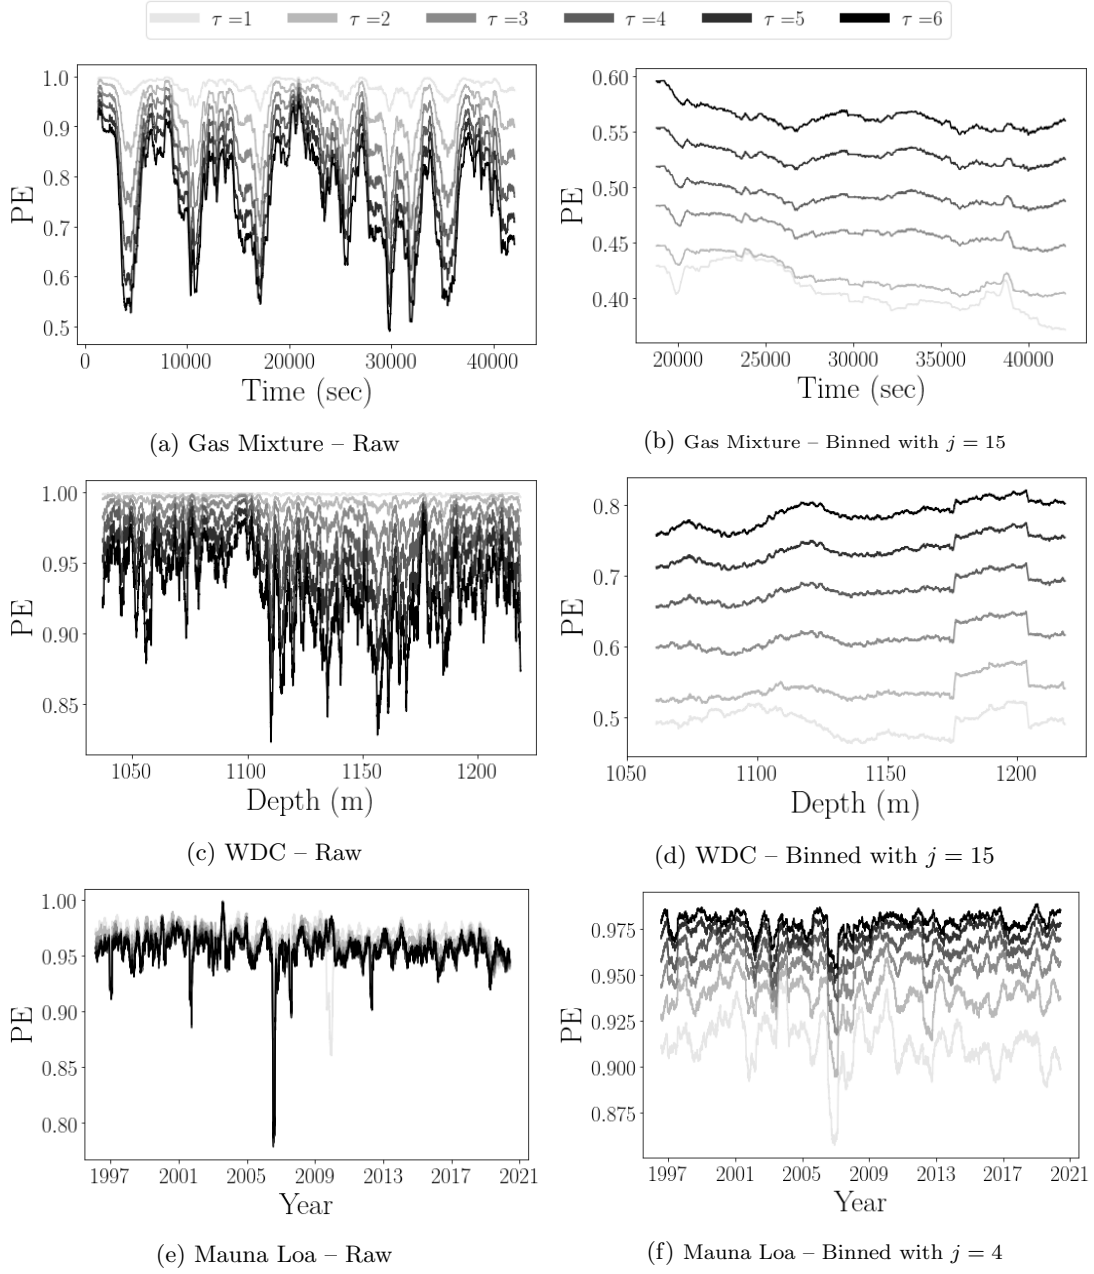 τ =1 τ =2 τ =3 τ =4 τ =5 τ =6
1.0
0.9
0.8
0.7
0.6
0.5
PE
0 10000 20000 30000 40000
Time (sec)
(a) Gas Mixture – Raw
0.60
0.55
0.50
0.45
0.40
PE
20000 25000 30000 35000 40000
Time (sec)
(b) Gas Mixture – Binned with j = 15
1.00
0.95
0.90
0.85
PE
1050 1100 1150 1200
Depth (m)
(c) WDC – Raw
0.8
0.7
0.6
0.5
PE
1050 1100 1150 1200
Depth (m)
(d) WDC – Binned with j = 15
1.00
0.95
0.90
0.85
0.80
PE
1997 2001 2005 2009 2013 2017 2021
Year
(e) Mauna Loa – Raw
0.975
0.950
0.925
0.900
0.875
PE
1997 2001 2005 2009 2013 2017 2021
Year
(f) Mauna Loa – Binned with j = 4